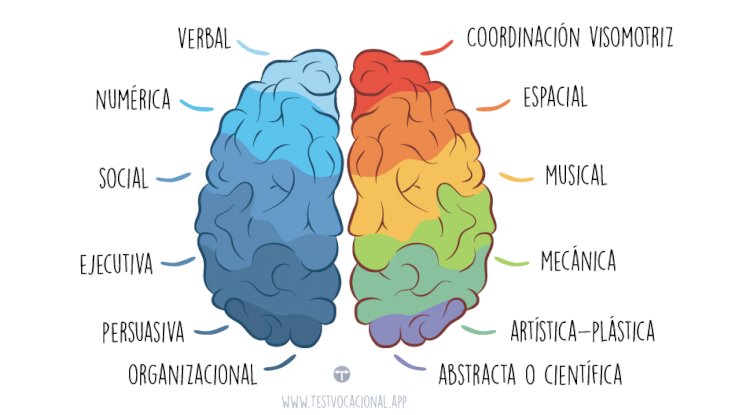 VERBAL
COORDINACIÓN VISOMOTRIZ
NUMÉRICA
ESPACIAL
SOCIAL
MUSICAL
EJECUTIVA
MECÁNICA
PERSUASIVA
ARTÍSTICA-PLÁSTICA
ORGANIZACIONAL
ABSTRACTA O CIENTÍFICA
T
WWW.TESTVOCACIONAL.APP